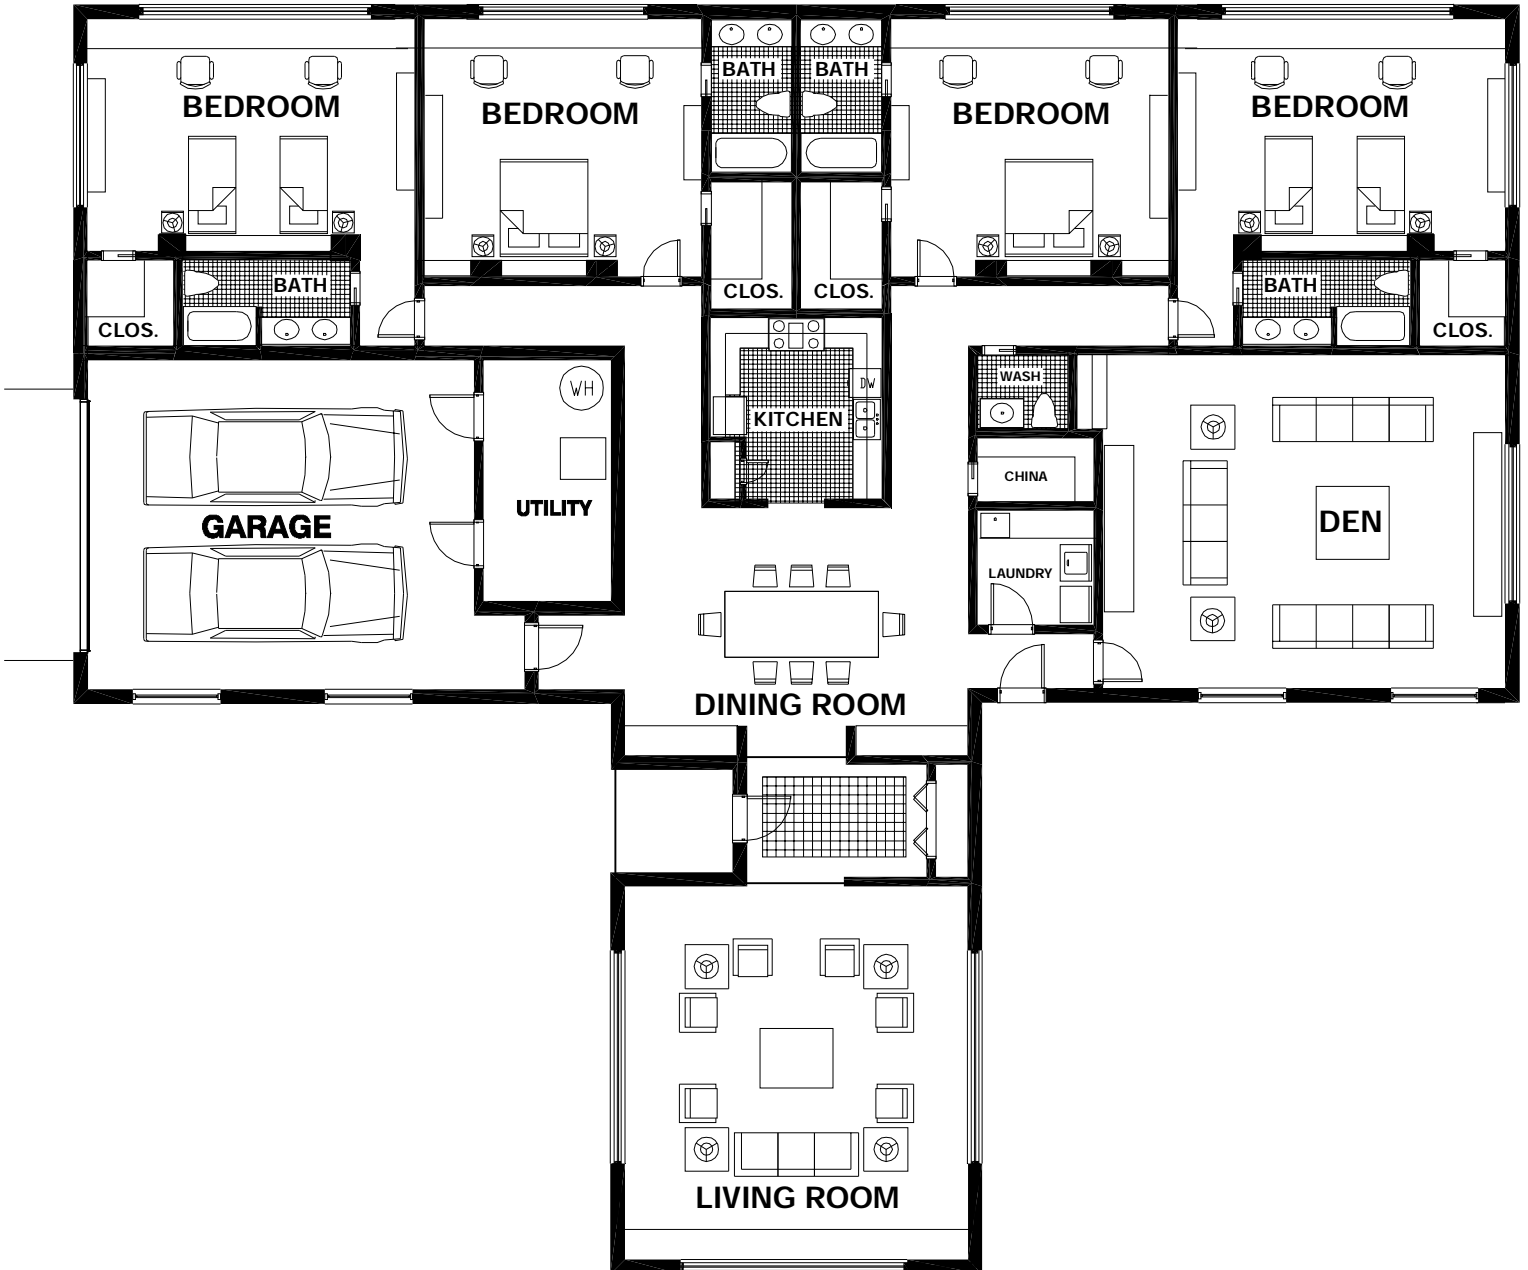 BATH
BATH
BEDROOM
BEDROOM
BEDROOM
BEDROOM
BATH
BATH
CLOS.
CLOS.
CLOS.
CLOS.
WASH
WH
DW
KITCHEN
CHINA
UTILITY
GARAGE
DEN
LAUNDRY
DINING ROOM
LIVING ROOM